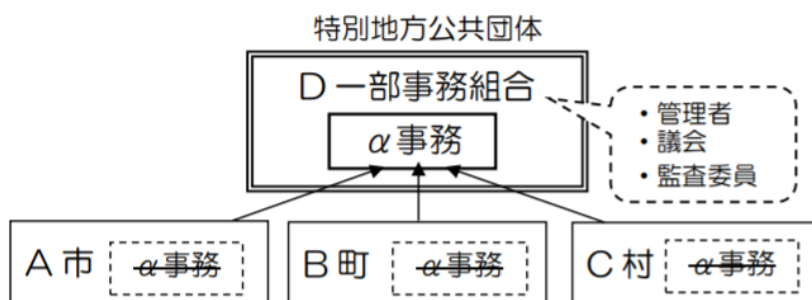 特別地方公共団体
D一部事務組合
α事務
・管理者
・議会
・監査委員
A市 α事務
B町 α事務
C村 α事務